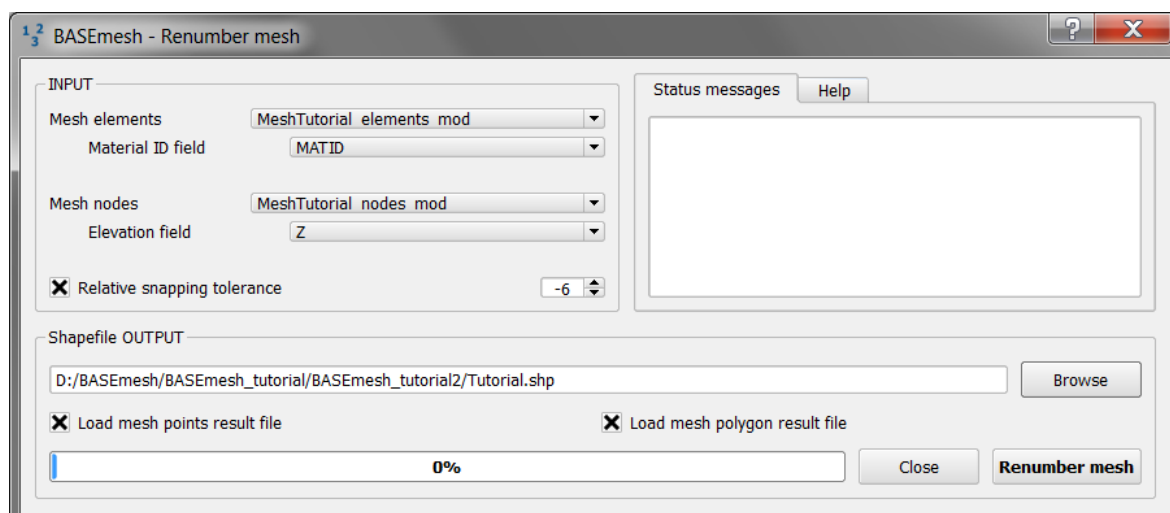 BASEmesh - Renumber mesh
INPUT
Mesh elements MeshTutorial_elements_mod
Material ID field MATID
Mesh nodes MeshTutorial_nodes_mod
Elevation field Z
Relative snapping tolerance -6
Status messages Help
Shapefile OUTPUT
D:/BASEmesh/BASEmesh_tutorial/BASEmesh_tutorial2/Tutorial.shp Browse
Load mesh points result file Load mesh polygon result file
0% Close Renumber mesh